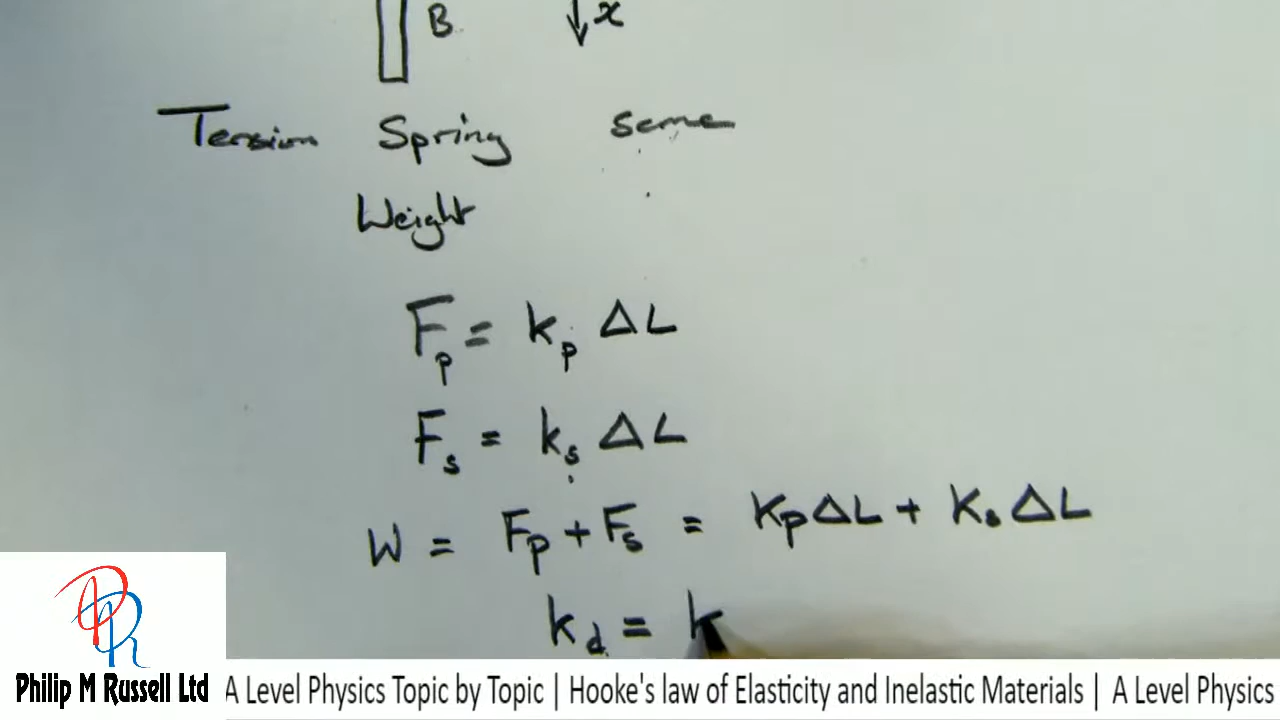 B x
Tension Spring same
Weight
Fp = kp ΔL
Fs = ks ΔL
W = Fp + Fs = Kp ΔL + Ks ΔL
kd = k
Philip M Russell Ltd
A Level Physics Topic by Topic | Hooke's law of Elasticity and Inelastic Materials | A Level Physics